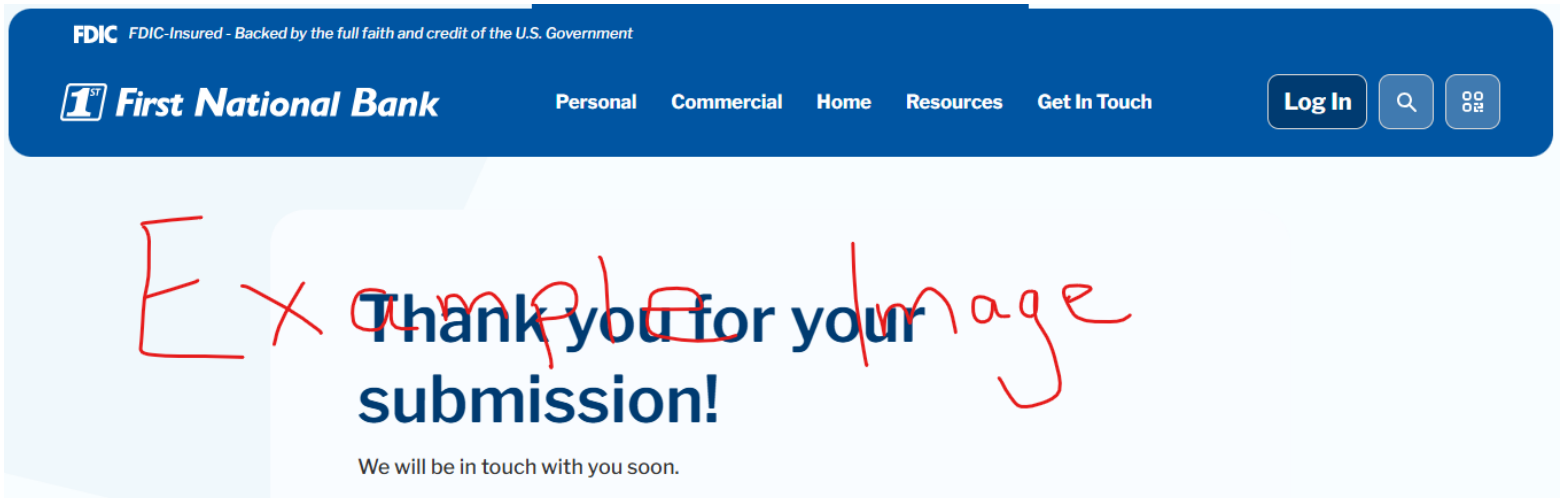 FDIC FDIC-Insured - Backed by the full faith and credit of the U.S. Government
1ST First National Bank Personal Commercial Home Resources Get In Touch Log In
Example Image
Thank you for your
submission!
We will be in touch with you soon.